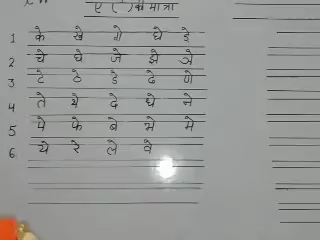 ए (े) की मात्रा
1 के खे गे घे डे
2 चे घे जे झे ञे
3 टे ठे डे ढे णे
4 ते थे दे धे ने
5 पे फे बे भे मे
6 ये रे ले वे